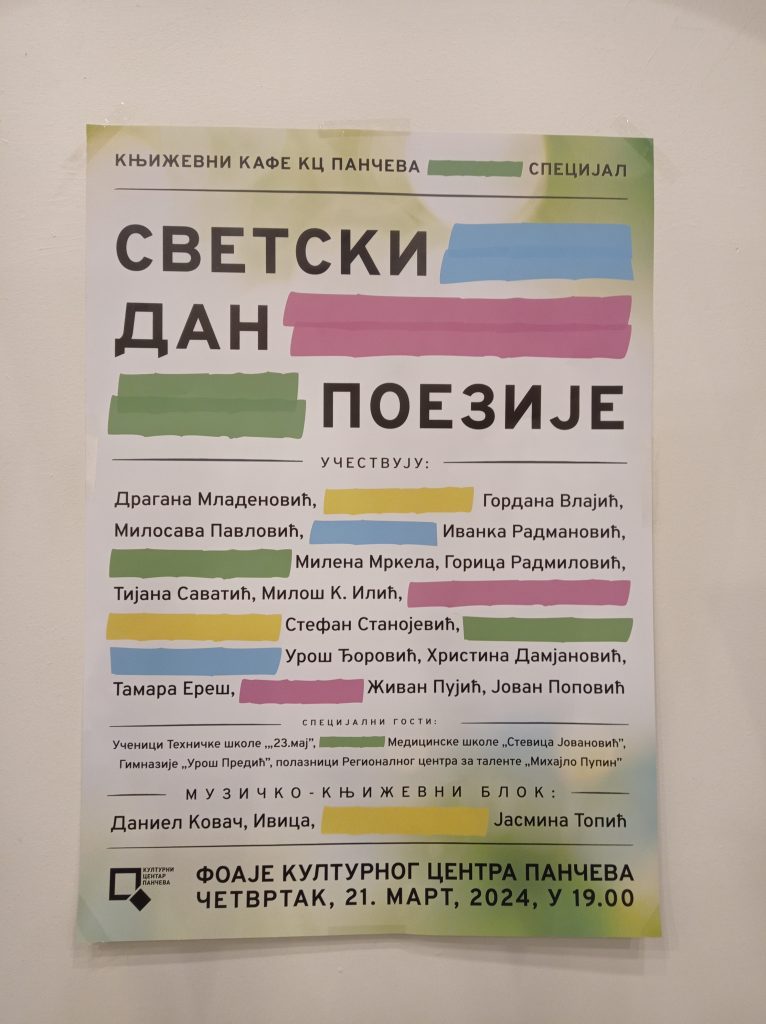 КЊИЖЕВНИ КАФЕ КЦ ПАНЧЕВА СПЕЦИЈАЛ
СВЕТСКИ
ДАН
ПОЕЗИЈЕ
УЧЕСТВУЈУ:
Драгана Младеновић, Гордана Влајић,
Милосава Павловић, Иванка Радмановић,
Милена Мркела, Горица Радмиловић,
Тијана Саватић, Милош К. Илић,
Стефан Станојевић,
Урош Ђоровић, Христина Дамјановић,
Тамара Ереш, Живан Пујић, Јован Поповић
СПЕЦИЈАЛНИ ГОСТИ:
Ученици Техничке школе „„23.мај”, Медицинске школе „Стевица Јовановић”,
Гимназије „Урош Предић”, полазници Регионалног центра за таленте „Михајло Пупин”
МУЗИЧКО-КЊИЖЕВНИ БЛОК:
Даниел Ковач, Ивица, Јасмина Топић
КУЛТУРНИ
ЦЕНТАР
ПАНЧЕВА
ФОАЈЕ КУЛТУРНОГ ЦЕНТРА ПАНЧЕВА
ЧЕТВРТАК, 21. МАРТ, 2024, У 19.00